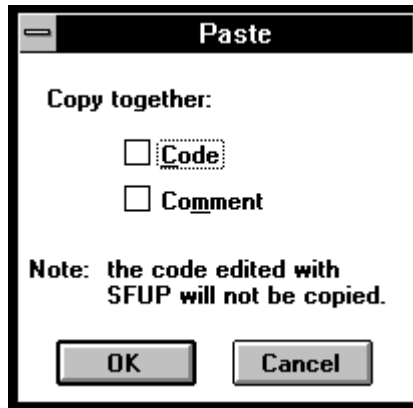 Paste
Copy together:
Code
Comment
Note: the code edited with
SFUP will not be copied.
OK Cancel